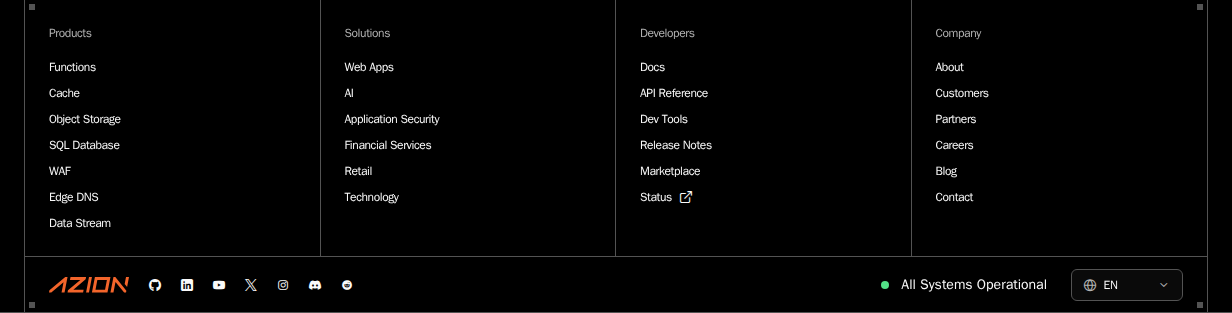 Products
Functions
Cache
Object Storage
SQL Database
WAF
Edge DNS
Data Stream
Solutions
Web Apps
AI
Application Security
Financial Services
Retail
Technology
Developers
Docs
API Reference
Dev Tools
Release Notes
Marketplace
Status
Company
About
Customers
Partners
Careers
Blog
Contact
AZION
All Systems Operational
EN